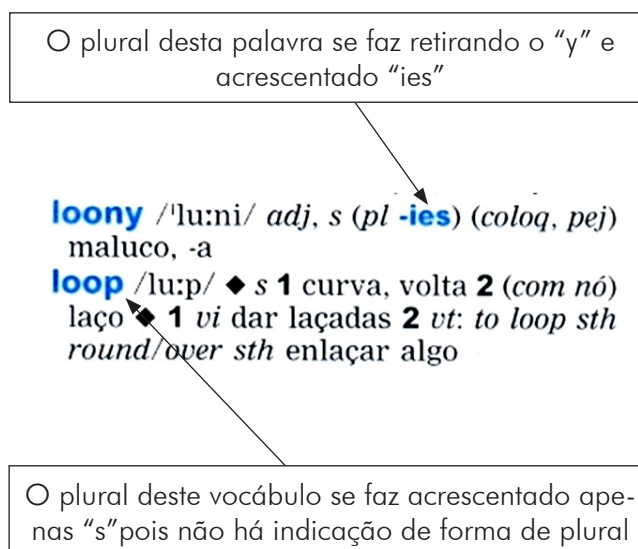 O plural desta palavra se faz retirando o “y” e
acrescentado “ies”
loony /ˈluːni/ adj, s (pl -ies) (coloq, pej)
maluco, -a
loop /luːp/ ◆ s 1 curva, volta 2 (com nó)
laço ◆ 1 vi dar laçadas 2 vt: to loop sth
round/over sth enlaçar algo
O plural deste vocábulo se faz acrescentado ape-
nas “s”pois não há indicação de forma de plural